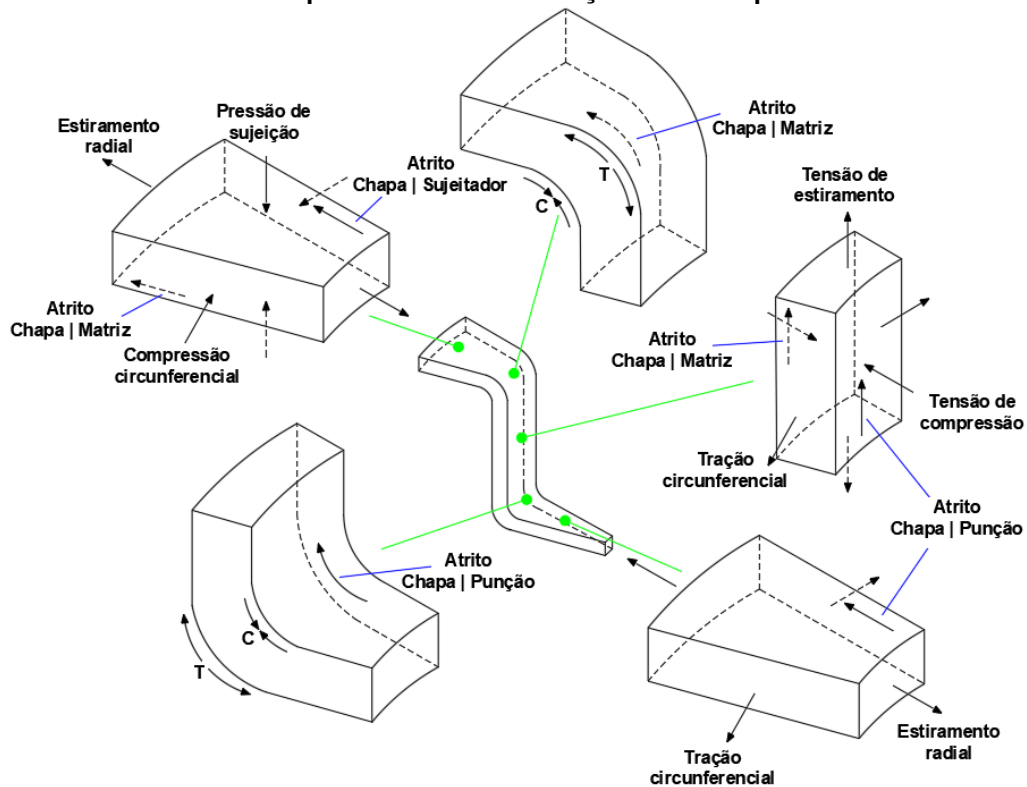 Atrito
Chapa | Matriz
Pressão de
sujeição
Estiramento
radial
Atrito
Chapa | Sujeitador
T
C
Tensão de
estiramento
Atrito
Chapa | Matriz
Compressão
circunferencial
Atrito
Chapa | Matriz
Tensão de
compressão
Tração
circunferencial
Atrito
Chapa | Punção
Atrito
Chapa | Punção
C
T
Estiramento
radial
Tração
circunferencial